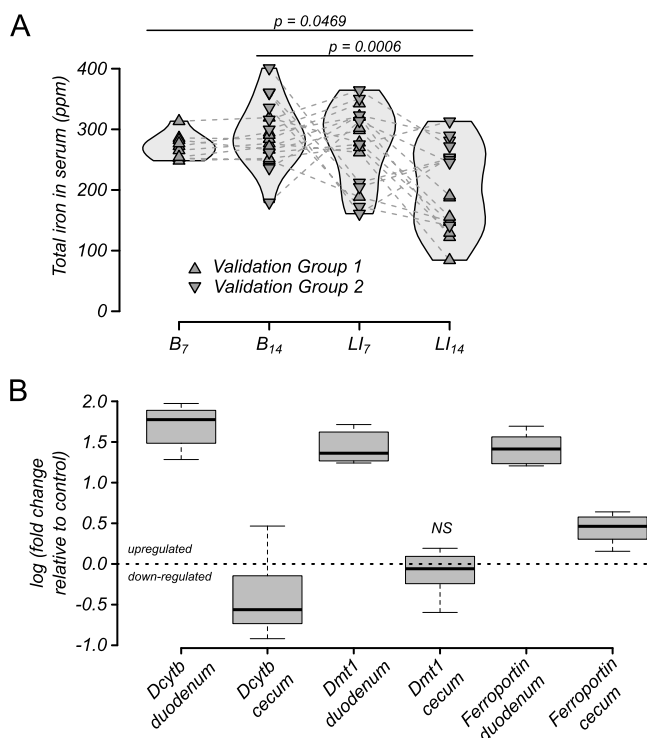 A
p = 0.0469
p = 0.0006
Total iron in serum (ppm)
400
300
200
100
0
Validation Group 1
Validation Group 2
B7
B14
LI7
LI14
B
log (fold change
relative to control)
2.0
1.5
1.0
0.5
0.0
-0.5
-1.0
upregulated
down-regulated
NS
Dcytb
duodenum
Dcytb
cecum
Dmt1
duodenum
Dmt1
cecum
Ferroportin
duodenum
Ferroportin
cecum